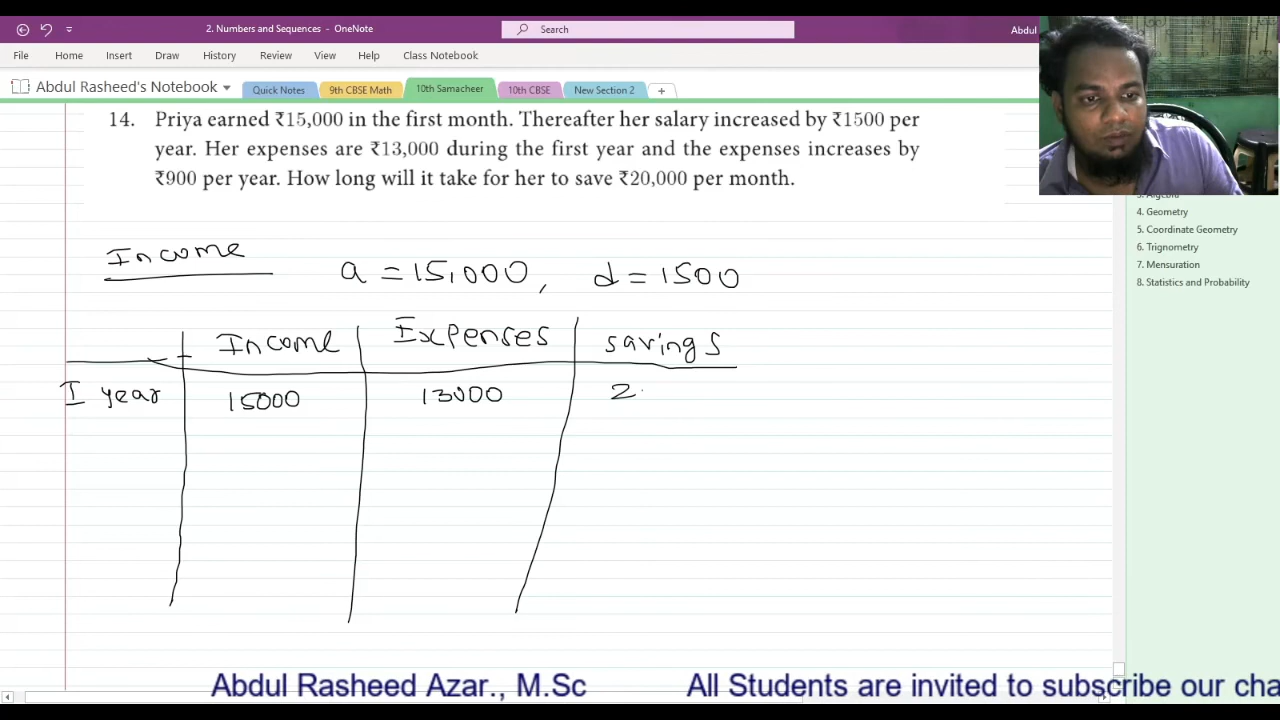 2. Numbers and Sequences - OneNote
Search
Abdul
File Home Insert Draw History Review View Help Class Notebook
Abdul Rasheed's Notebook
Quick Notes
9th CBSE Math
10th Samacheer
10th CBSE
New Section 2
14. Priya earned ₹15,000 in the first month. Thereafter her salary increased by ₹1500 per
year. Her expenses are ₹13,000 during the first year and the expenses increases by
₹900 per year. How long will it take for her to save ₹20,000 per month.
3. Algebra
4. Geometry
5. Coordinate Geometry
6. Trignometry
7. Mensuration
8. Statistics and Probability
Income a = 15,000, d = 1500
Income Expenses savings
I year 15000 13000 2
Abdul Rasheed Azar., M.Sc All Students are invited to subscribe our cha